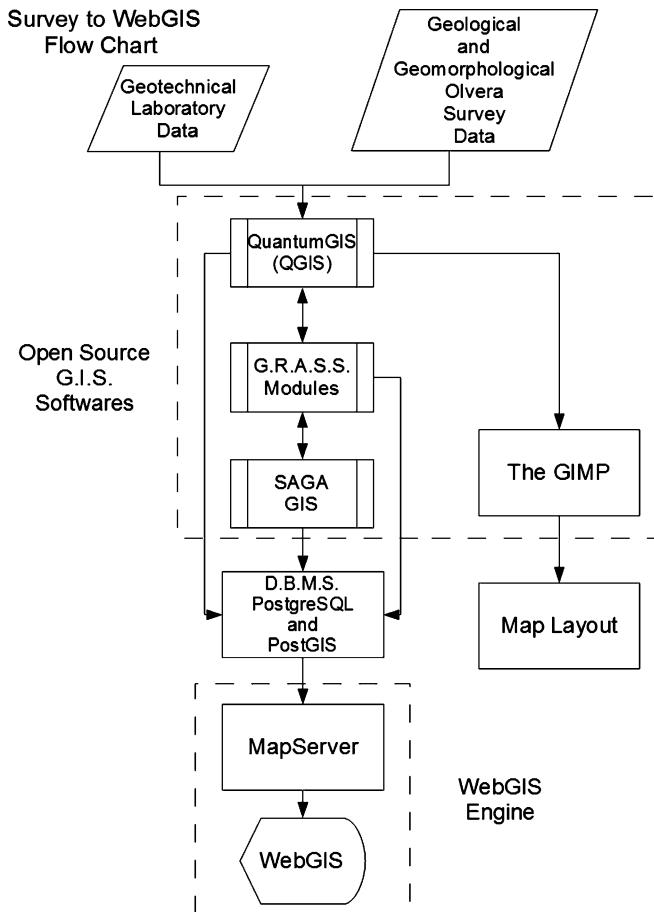 Survey to WebGIS
Flow Chart
Geotechnical
Laboratory
Data
Geological
and
Geomorphological
Olvera
Survey
Data
QuantumGIS
(QGIS)
Open Source
G.I.S.
Softwares
G.R.A.S.S.
Modules
SAGA
GIS
The GIMP
D.B.M.S.
PostgreSQL
and
PostGIS
Map Layout
MapServer
WebGIS
Engine
WebGIS